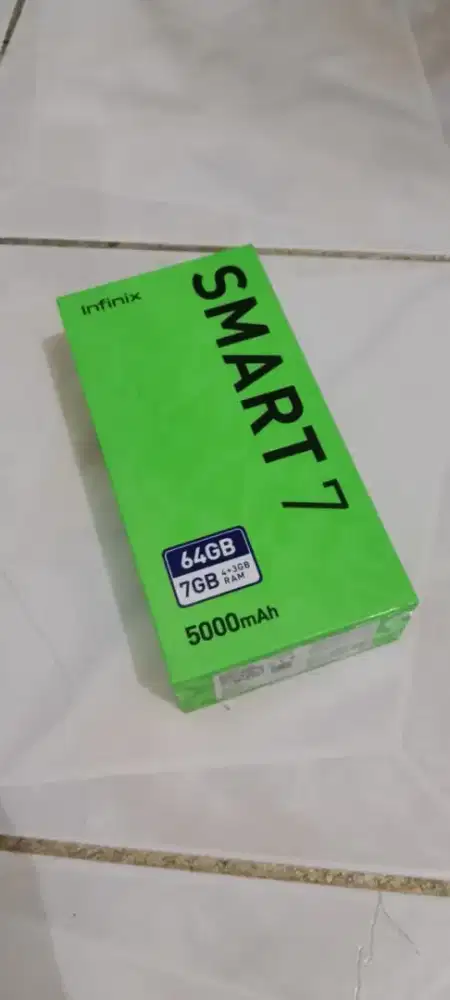 Infinix
SMART 7
64GB
7GB 4+3GB
RAM
5000mAh